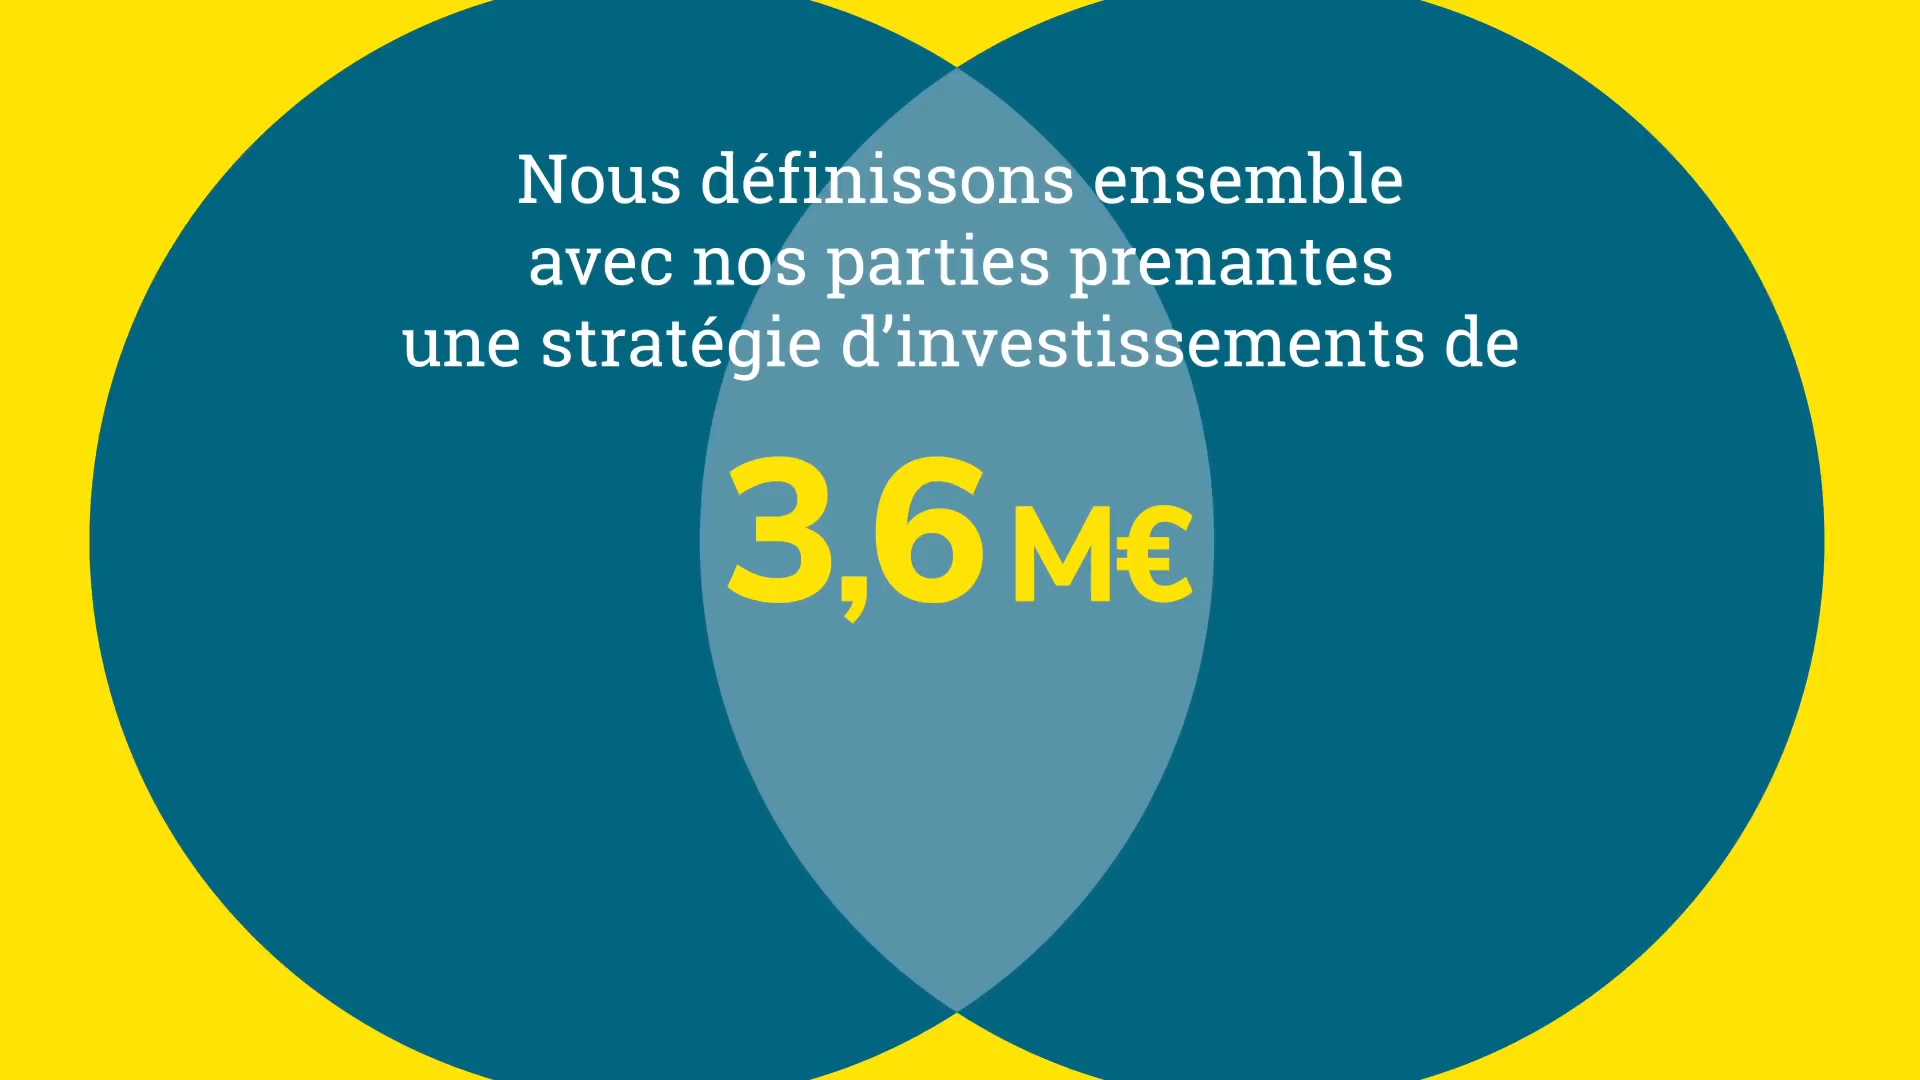 Nous définissons ensemble
avec nos parties prenantes
une stratégie d’investissements de
3,6 M€